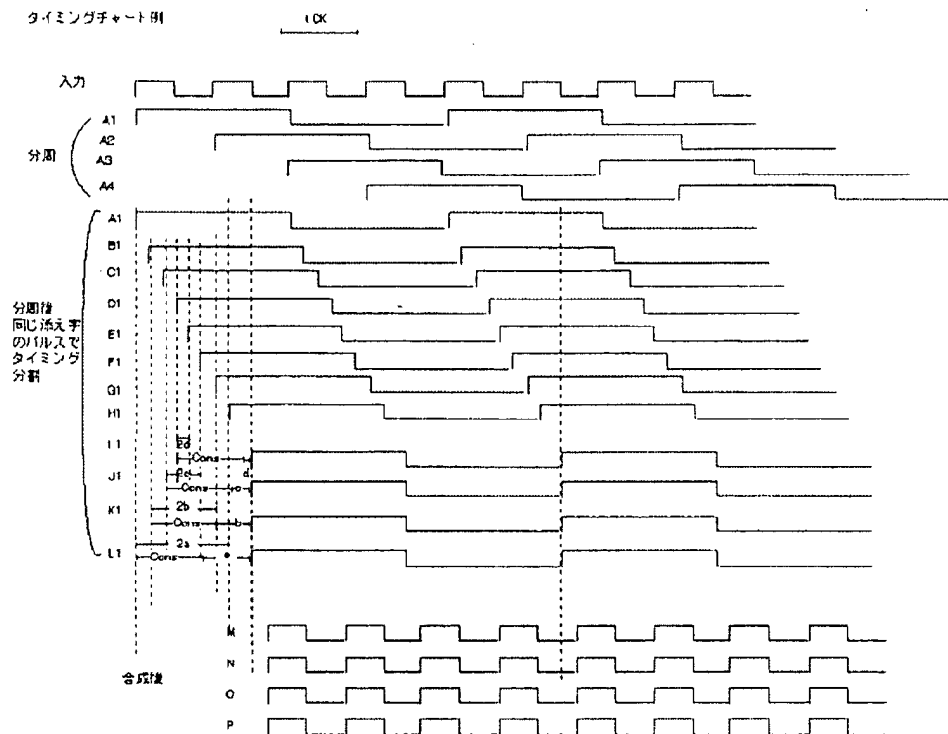 タイミングチャート例
tCK
入力
A1
A2
分周
A3
A4
A1
B1
C1
D1
分周後
同じ添え字
のパルスで
タイミング
分割
E1
F1
G1
H1
I1
2d
Cons
d
J1
2c
Cons
c
K1
2b
Cons
b
L1
2a
Cons
M
N
合成後
O
P